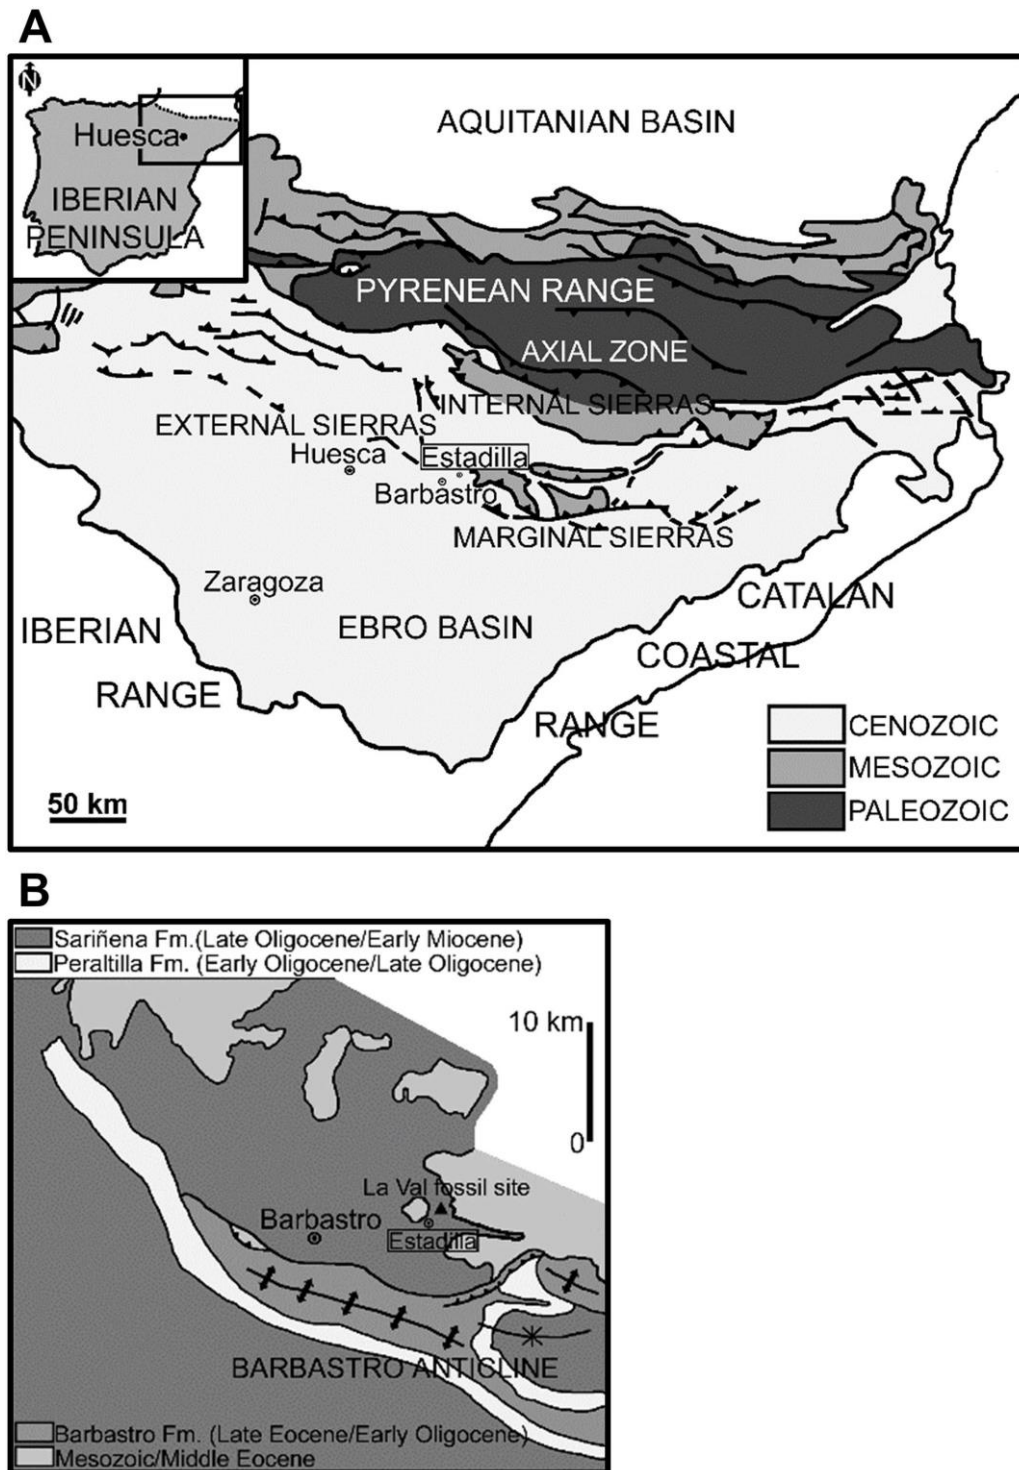 A
N
Huesca
IBERIAN
PENINSULA
AQUITANIAN BASIN
PYRENEAN RANGE
AXIAL ZONE
INTERNAL SIERRAS
EXTERNAL SIERRAS
Huesca
Estadilla
Barbastro
MARGINAL SIERRAS
Zaragoza
CATALAN
IBERIAN
EBRO BASIN
COASTAL
RANGE
RANGE
CENOZOIC
MESOZOIC
PALEOZOIC
50 km
B
Sariñena Fm.(Late Oligocene/Early Miocene)
Peraltilla Fm. (Early Oligocene/Late Oligocene)
10 km
0
La Val fossil site
Barbastro
Estadilla
BARBASTRO ANTICLINE
Barbastro Fm. (Late Eocene/Early Oligocene)
Mesozoic/Middle Eocene